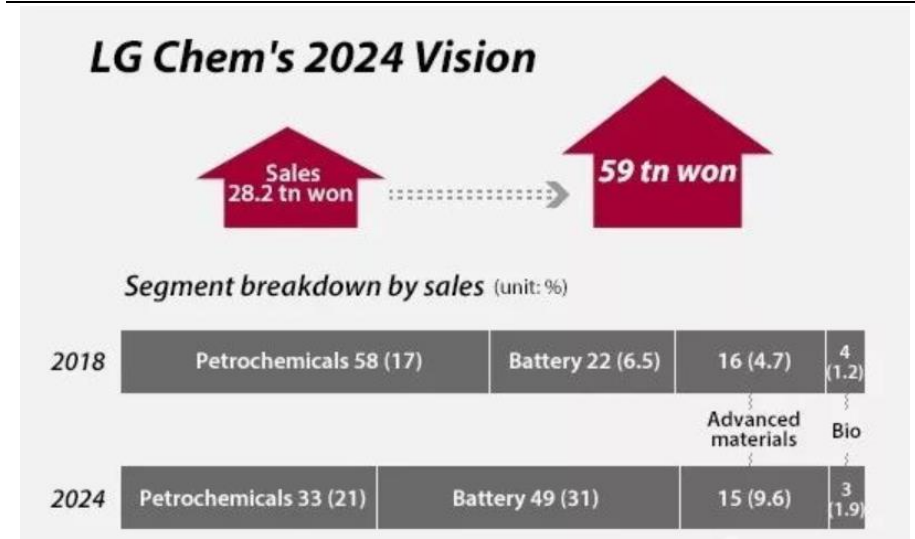 LG Chem's 2024 Vision
Sales
28.2 tn won
59 tn won
Segment breakdown by sales (unit: %)
2018
Petrochemicals 58 (17)
Battery 22 (6.5)
16 (4.7)
4
(1.2)
Advanced
materials
Bio
2024
Petrochemicals 33 (21)
Battery 49 (31)
15 (9.6)
3
(1.9)